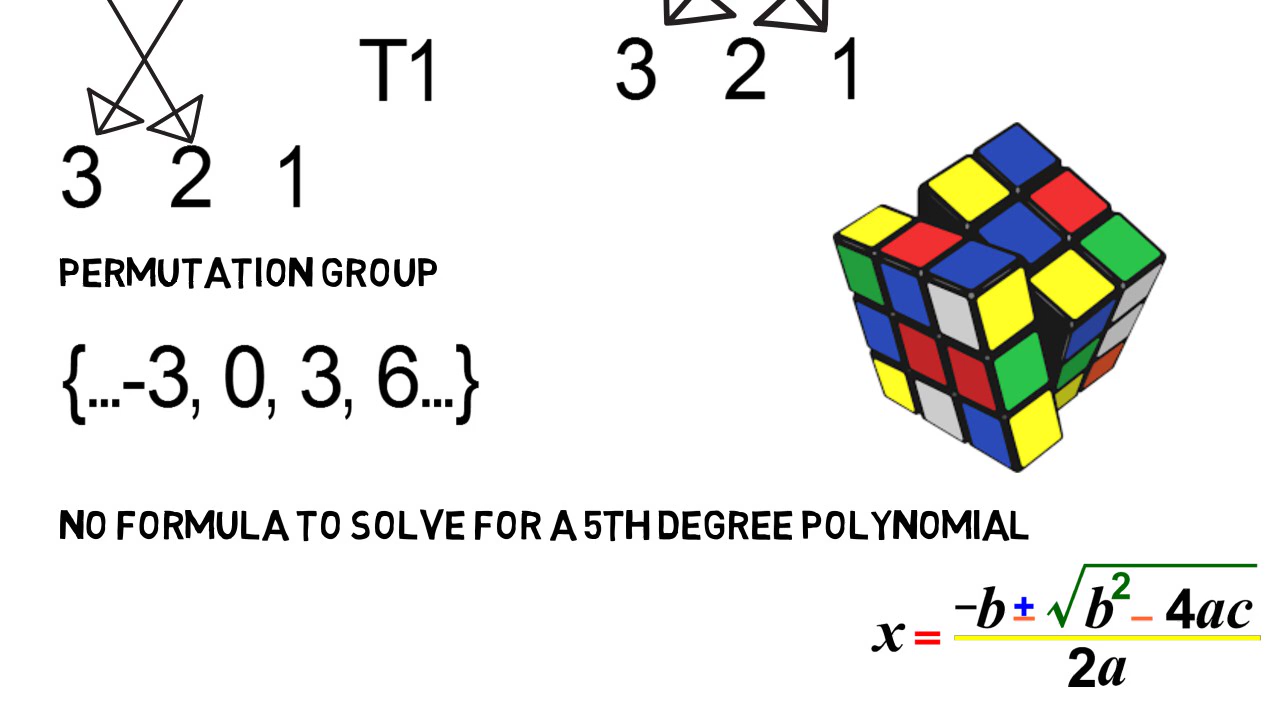 T1 3 2 1
3 2 1
PERMUTATION GROUP
{...-3, 0, 3, 6...}
NO FORMULA TO SOLVE FOR A 5TH DEGREE POLYNOMIAL
x = −b ± √b² − 4ac
2a